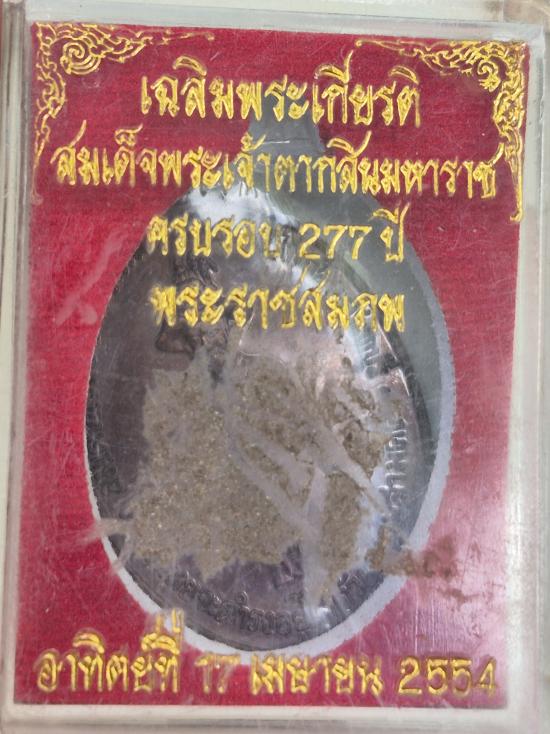 เฉลิมพระเกียรติ
สมเด็จพระเจ้าตากสินมหาราช
ครบรอบ 277 ปี
พระราชสมภพ
อาทิตย์ที่ 17 เมษายน 2554